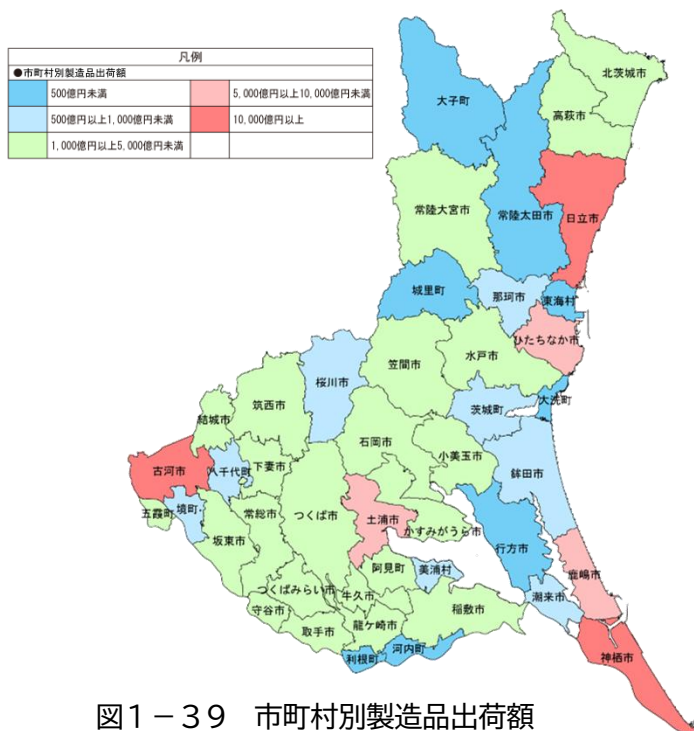 凡例
●市町村別製造品出荷額
500億円未満
5,000億円以上10,000億円未満
500億円以上1,000億円未満
10,000億円以上
1,000億円以上5,000億円未満
北茨城市
大子町
高萩市
常陸大宮市
常陸太田市
日立市
城里町
那珂市
東海村
ひたちなか市
笠間市
水戸市
桜川市
大洗町
筑西市
茨城町
結城市
石岡市
小美玉市
古河市
八千代町
下妻市
鉾田市
五霞町
境町
常総市
つくば市
土浦市
かすみがうら市
坂東市
行方市
阿見町
美浦村
鹿嶋市
つくばみらい市
牛久市
潮来市
守谷市
稲敷市
取手市
龍ケ崎市
利根町
河内町
神栖市
図1-39 市町村別製造品出荷額